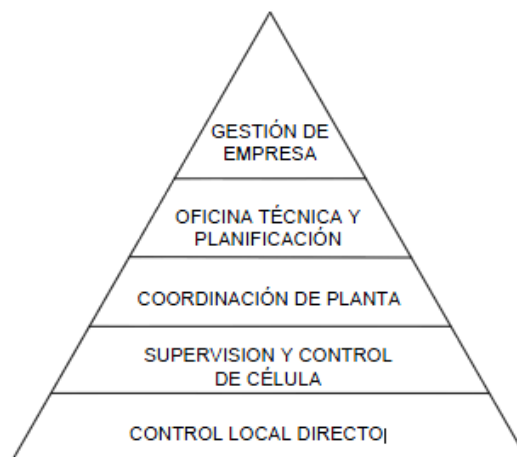 GESTIÓN DE
EMPRESA
OFICINA TÉCNICA Y
PLANIFICACIÓN
COORDINACIÓN DE PLANTA
SUPERVISION Y CONTROL
DE CÉLULA
CONTROL LOCAL DIRECTO